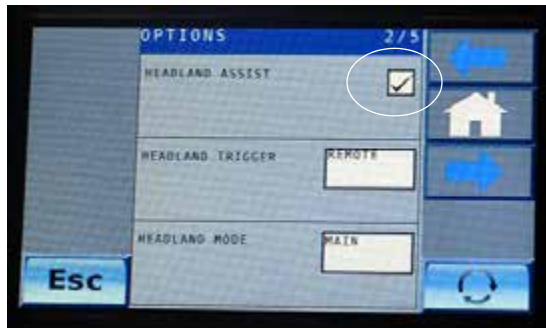 OPTIONS 2/5
HEADLAND ASSIST
HEADLAND TRIGGER REMOTE
HEADLAND MODE MAIN
Esc